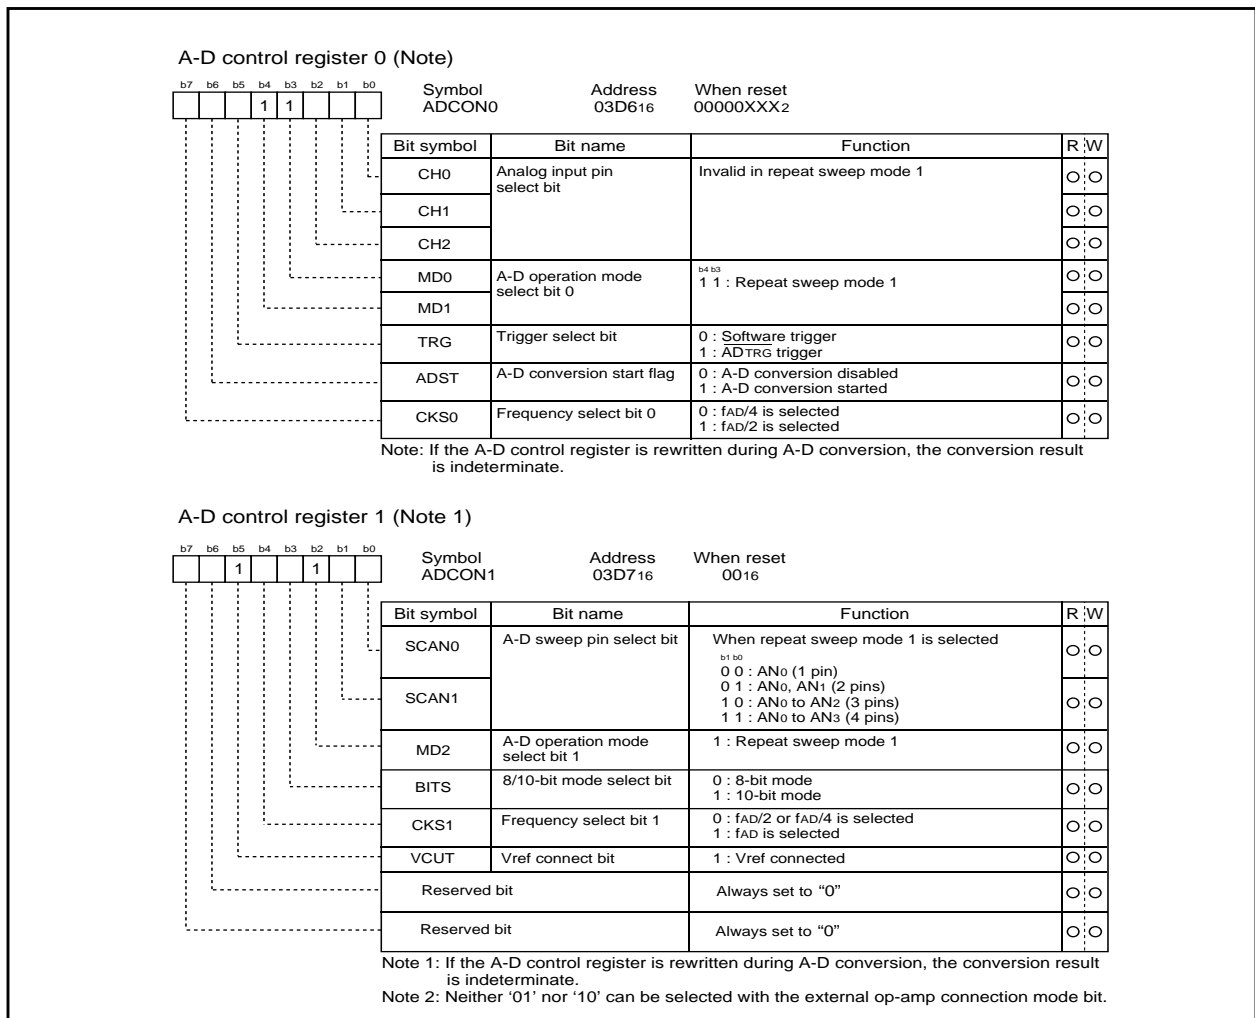 A-D control register 0 (Note)
b7 b6 b5 b4 b3 b2 b1 b0
1 1
Symbol Address When reset
ADCON0 03D616 00000XXX2
Bit symbol Bit name Function R W
CH0 Analog input pin select bit Invalid in repeat sweep mode 1
CH1
CH2
MD0 A-D operation mode select bit 0 b4 b3
1 1 : Repeat sweep mode 1
MD1
TRG Trigger select bit 0 : Software trigger
1 : ADTRG trigger
ADST A-D conversion start flag 0 : A-D conversion disabled
1 : A-D conversion started
CKS0 Frequency select bit 0 0 : fAD/4 is selected
1 : fAD/2 is selected
Note: If the A-D control register is rewritten during A-D conversion, the conversion result
is indeterminate.
A-D control register 1 (Note 1)
b7 b6 b5 b4 b3 b2 b1 b0
1 1
Symbol Address When reset
ADCON1 03D716 0016
Bit symbol Bit name Function R W
SCAN0 A-D sweep pin select bit When repeat sweep mode 1 is selected
b1 b0
0 0 : AN0 (1 pin)
0 1 : AN0, AN1 (2 pins)
SCAN1 1 0 : AN0 to AN2 (3 pins)
1 1 : AN0 to AN3 (4 pins)
MD2 A-D operation mode select bit 1 1 : Repeat sweep mode 1
BITS 8/10-bit mode select bit 0 : 8-bit mode
1 : 10-bit mode
CKS1 Frequency select bit 1 0 : fAD/2 or fAD/4 is selected
1 : fAD is selected
VCUT Vref connect bit 1 : Vref connected
Reserved bit Always set to “0”
Reserved bit Always set to “0”
Note 1: If the A-D control register is rewritten during A-D conversion, the conversion result
is indeterminate.
Note 2: Neither ‘01’ nor ‘10’ can be selected with the external op-amp connection mode bit.